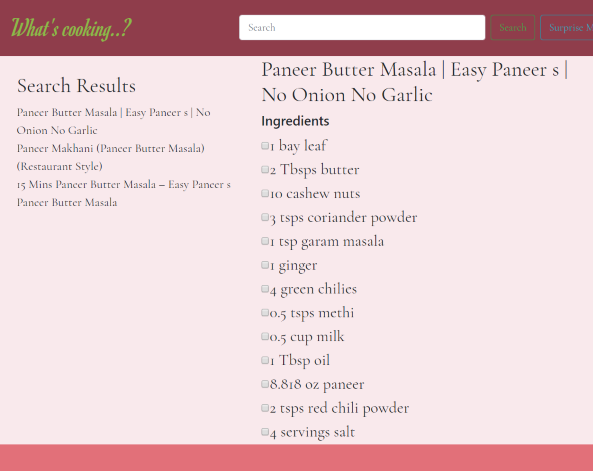 What's cooking..?
Search
Search
Surprise M
Search Results
Paneer Butter Masala | Easy Paneer s | No
Onion No Garlic
Paneer Makhani (Paneer Butter Masala)
(Restaurant Style)
15 Mins Paneer Butter Masala – Easy Paneer s
Paneer Butter Masala
Paneer Butter Masala | Easy Paneer s |
No Onion No Garlic
Ingredients
1 bay leaf
2 Tbsps butter
10 cashew nuts
3 tsps coriander powder
1 tsp garam masala
1 ginger
4 green chilies
0.5 tsps methi
0.5 cup milk
1 Tbsp oil
8.818 oz paneer
2 tsps red chili powder
4 servings salt